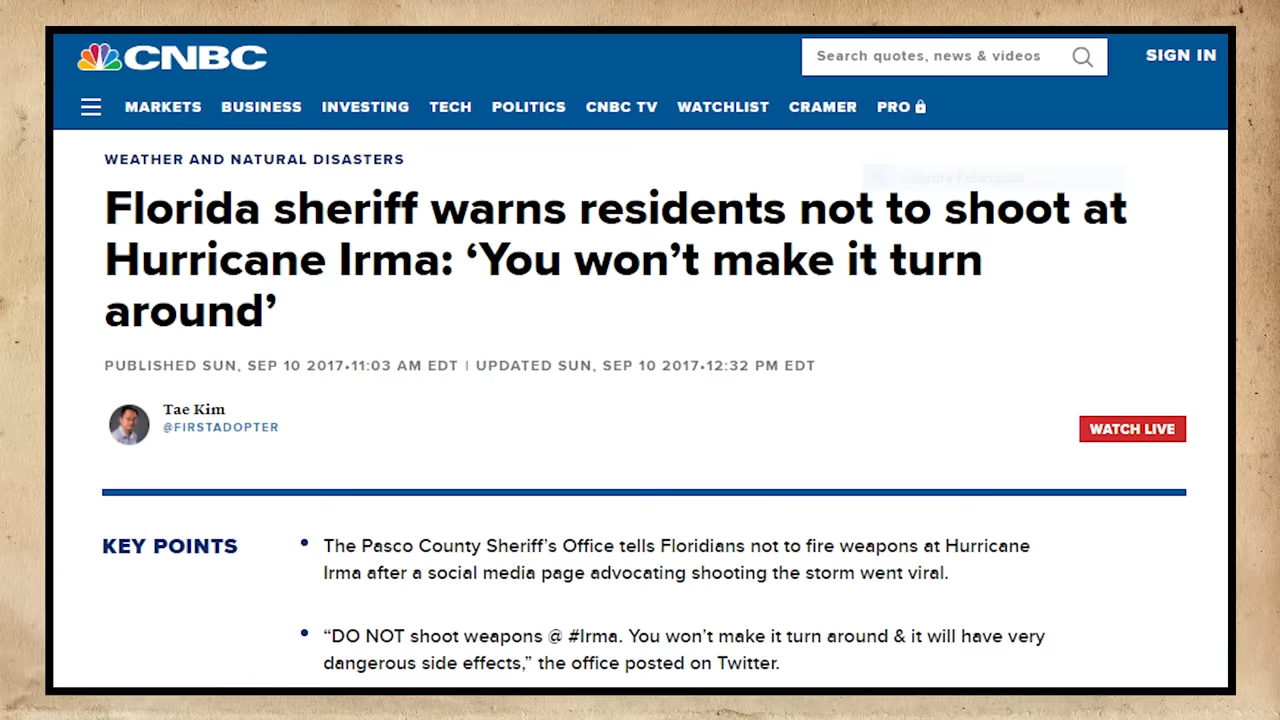 CNBC
Search quotes, news & videos
SIGN IN
MARKETS BUSINESS INVESTING TECH POLITICS CNBC TV WATCHLIST CRAMER PRO
WEATHER AND NATURAL DISASTERS
Florida sheriff warns residents not to shoot at
Hurricane Irma: ‘You won’t make it turn
around’
PUBLISHED SUN, SEP 10 2017•11:03 AM EDT | UPDATED SUN, SEP 10 2017•12:32 PM EDT
Tae Kim
@FIRSTADOPTER
WATCH LIVE
KEY POINTS
• The Pasco County Sheriff’s Office tells Floridians not to fire weapons at Hurricane
Irma after a social media page advocating shooting the storm went viral.
• “DO NOT shoot weapons @ #Irma. You won’t make it turn around & it will have very
dangerous side effects,” the office posted on Twitter.